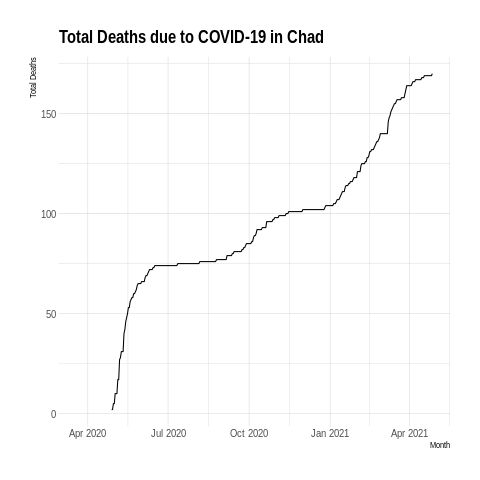 Total Deaths due to COVID-19 in Chad
Total Deaths
150
100
50
0
Apr 2020 Jul 2020 Oct 2020 Jan 2021 Apr 2021
Month